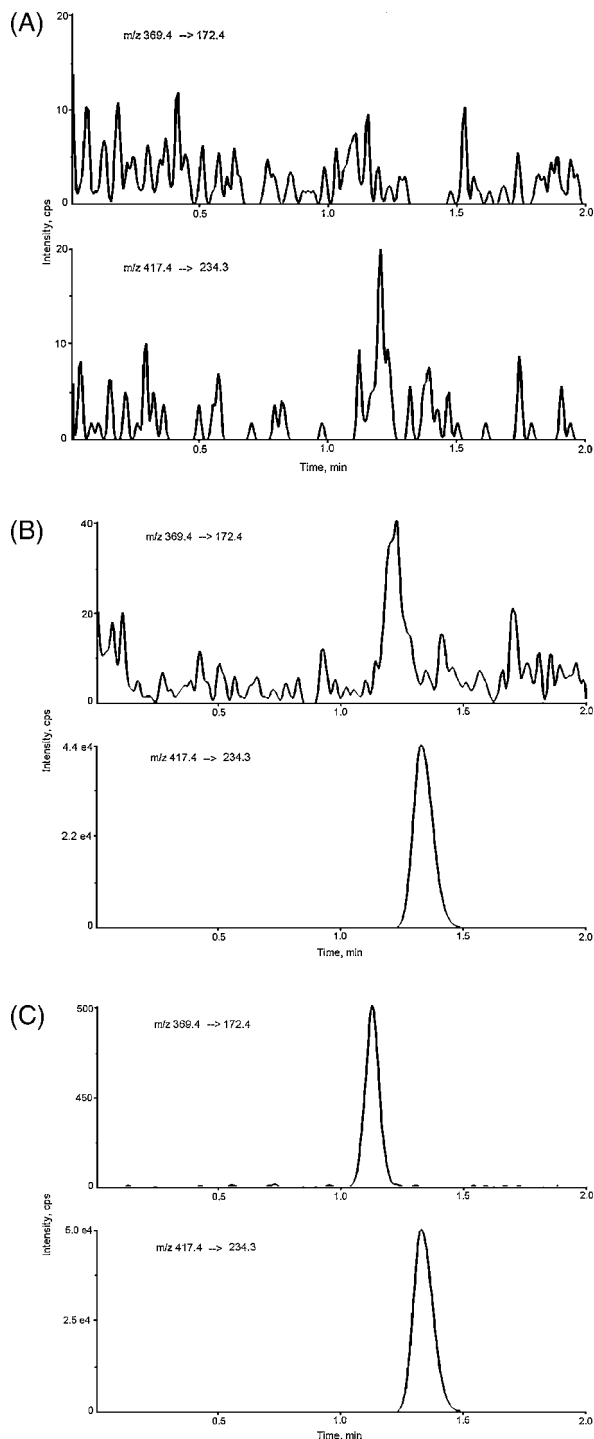 (A)
m/z 369.4 --> 172.4
20
10
0
0.5 1.0 1.5 2.0
Intensity, cps
m/z 417.4 --> 234.3
20
10
0
0.5 1.0 1.5 2.0
Time, min
(B)
m/z 369.4 --> 172.4
40
20
0
0.5 1.0 1.5 2.0
Intensity, cps
m/z 417.4 --> 234.3
4.4 e4
2.2 e4
0
0.5 1.0 1.5 2.0
Time, min
(C)
m/z 369.4 --> 172.4
500
450
0
0.5 1.0 1.5 2.0
Intensity, cps
m/z 417.4 --> 234.3
5.0 e4
2.5 e4
0
0.5 1.0 1.5 2.0
Time, min